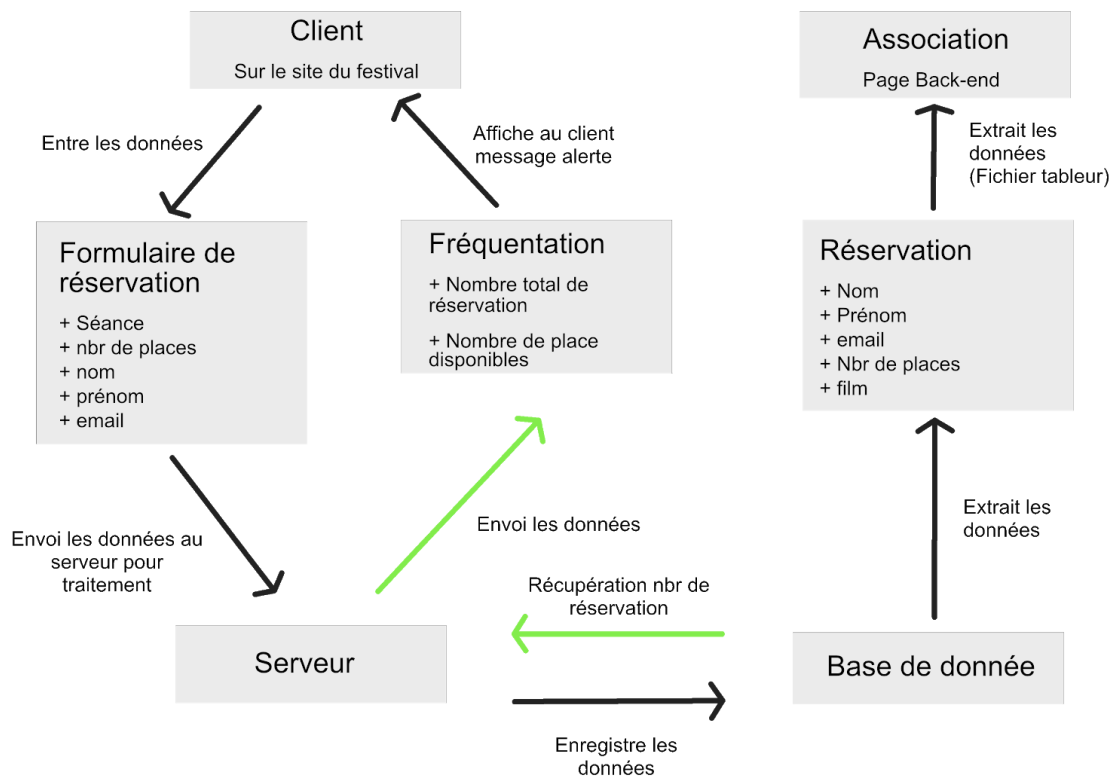 Client
Sur le site du festival
Association
Page Back-end
Entre les données
Affiche au client
message alerte
Extrait les
données
(Fichier tableur)
Formulaire de
réservation
+ Séance
+ nbr de places
+ nom
+ prénom
+ email
Fréquentation
+ Nombre total de
réservation
+ Nombre de place
disponibles
Réservation
+ Nom
+ Prénom
+ email
+ Nbr de places
+ film
Envoi les données au
serveur pour
traitement
Envoi les données
Extrait les
données
Récupération nbr de
réservation
Serveur
Base de donnée
Enregistre les
données